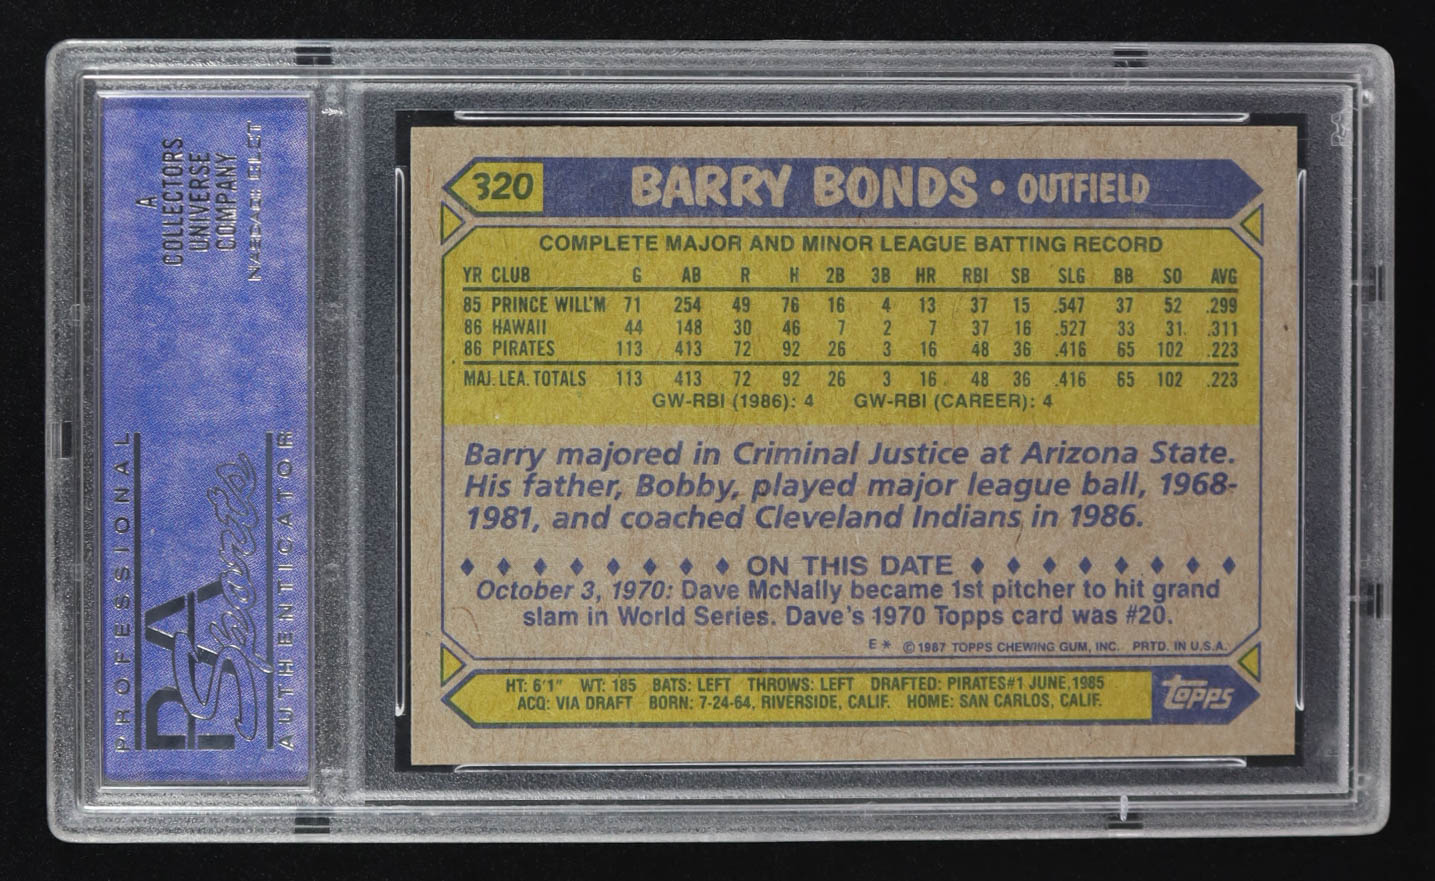 A
COLLECTORS
UNIVERSE
COMPANY
NASDAQ: CLCT
PROFESSIONAL
PSA
Sports
AUTHENTICATOR
320 BARRY BONDS • OUTFIELD
COMPLETE MAJOR AND MINOR LEAGUE BATTING RECORD
YR CLUB G AB R H 2B 3B HR RBI SB SLG BB SO AVG
85 PRINCE WILL'M 71 254 49 76 16 4 13 37 15 .547 37 52 .299
86 HAWAII 44 148 30 46 7 2 7 37 16 .527 33 31 .311
86 PIRATES 113 413 72 92 26 3 16 48 36 .416 65 102 .223
MAJ. LEA. TOTALS 113 413 72 92 26 3 16 48 36 .416 65 102 .223
GW-RBI (1986): 4 GW-RBI (CAREER): 4
Barry majored in Criminal Justice at Arizona State.
His father, Bobby, played major league ball, 1968-
1981, and coached Cleveland Indians in 1986.
♦ ♦ ♦ ♦ ♦ ♦ ♦ ♦ ON THIS DATE ♦ ♦ ♦ ♦ ♦ ♦ ♦ ♦
October 3, 1970: Dave McNally became 1st pitcher to hit grand
slam in World Series. Dave's 1970 Topps card was #20.
E* © 1987 TOPPS CHEWING GUM, INC. PRTD. IN U.S.A.
HT: 6'1" WT: 185 BATS: LEFT THROWS: LEFT DRAFTED: PIRATES#1 JUNE, 1985
ACQ: VIA DRAFT BORN: 7-24-64, RIVERSIDE, CALIF. HOME: SAN CARLOS, CALIF.
topps